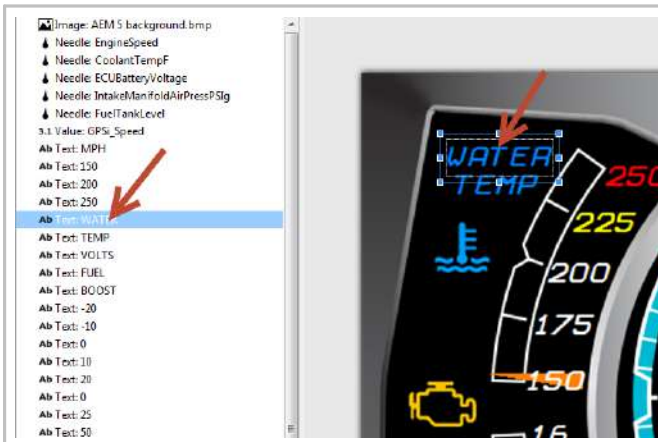 Image: AEM 5 background.bmp
Needle: EngineSpeed
Needle: CoolantTempF
Needle: ECUBatteryVoltage
Needle: IntakeManifoldAirPressPSIg
Needle: FuelTankLevel
3.1 Value: GPSi_Speed
Ab Text: MPH
Ab Text: 150
Ab Text: 200
Ab Text: 250
Ab Text: WATER
Ab Text: TEMP
Ab Text: VOLTS
Ab Text: FUEL
Ab Text: BOOST
Ab Text: -20
Ab Text: -10
Ab Text: 0
Ab Text: 10
Ab Text: 20
Ab Text: 0
Ab Text: 25
Ab Text: 50
WATER
TEMP
250
225
200
175
150
16